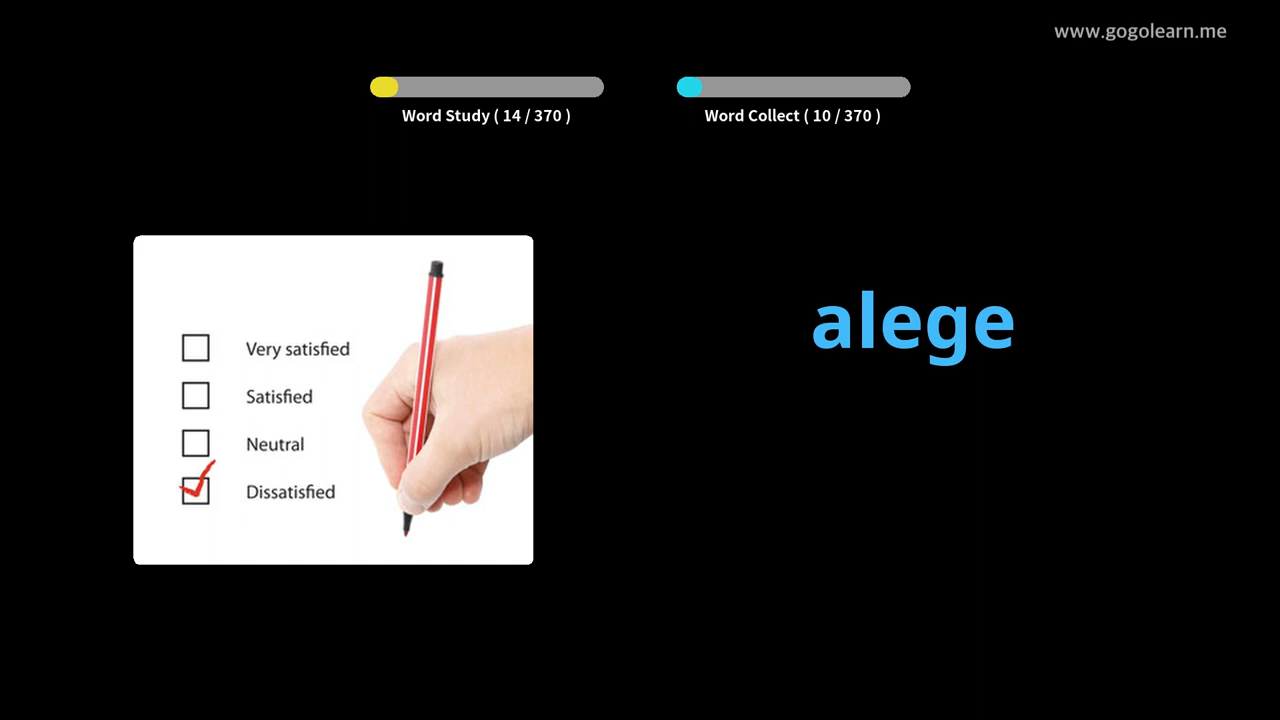 www.gogolearn.me
Word Study ( 14 / 370 )
Word Collect ( 10 / 370 )
Very satisfied
Satisfied
Neutral
Dissatisfied
alege